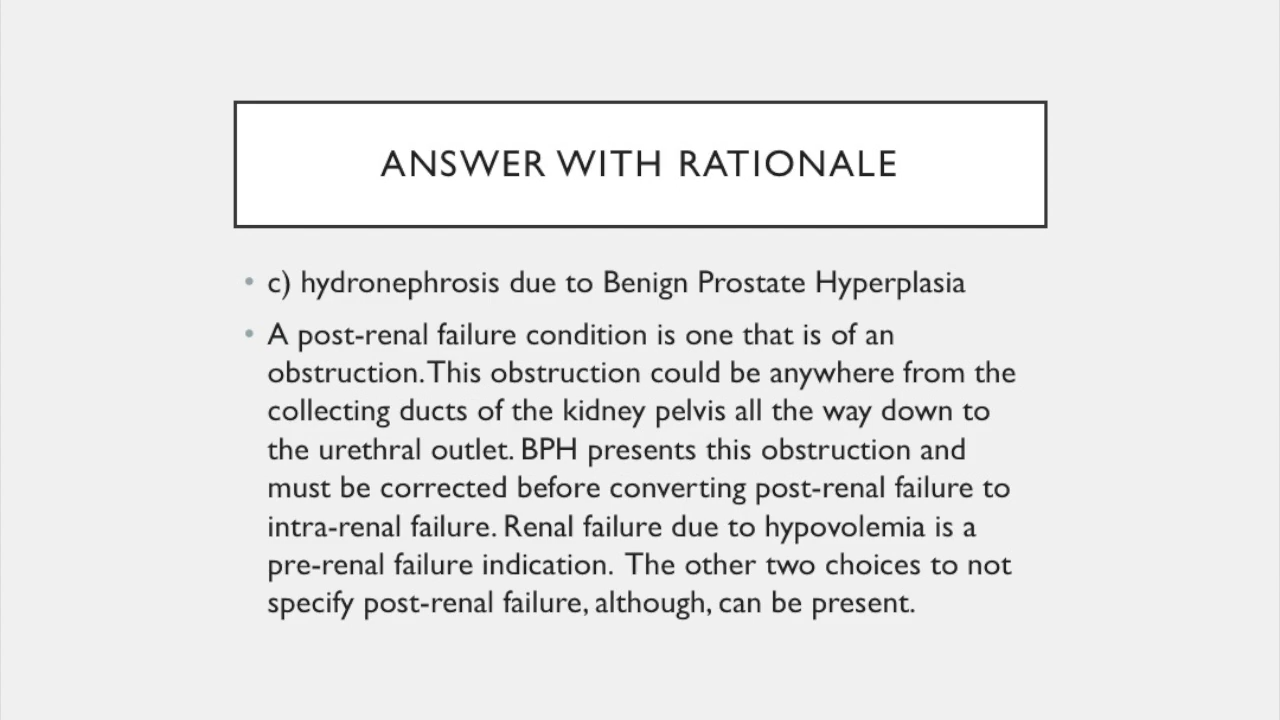 ANSWER WITH RATIONALE
• c) hydronephrosis due to Benign Prostate Hyperplasia
• A post-renal failure condition is one that is of an
obstruction. This obstruction could be anywhere from the
collecting ducts of the kidney pelvis all the way down to
the urethral outlet. BPH presents this obstruction and
must be corrected before converting post-renal failure to
intra-renal failure. Renal failure due to hypovolemia is a
pre-renal failure indication.  The other two choices to not
specify post-renal failure, although, can be present.